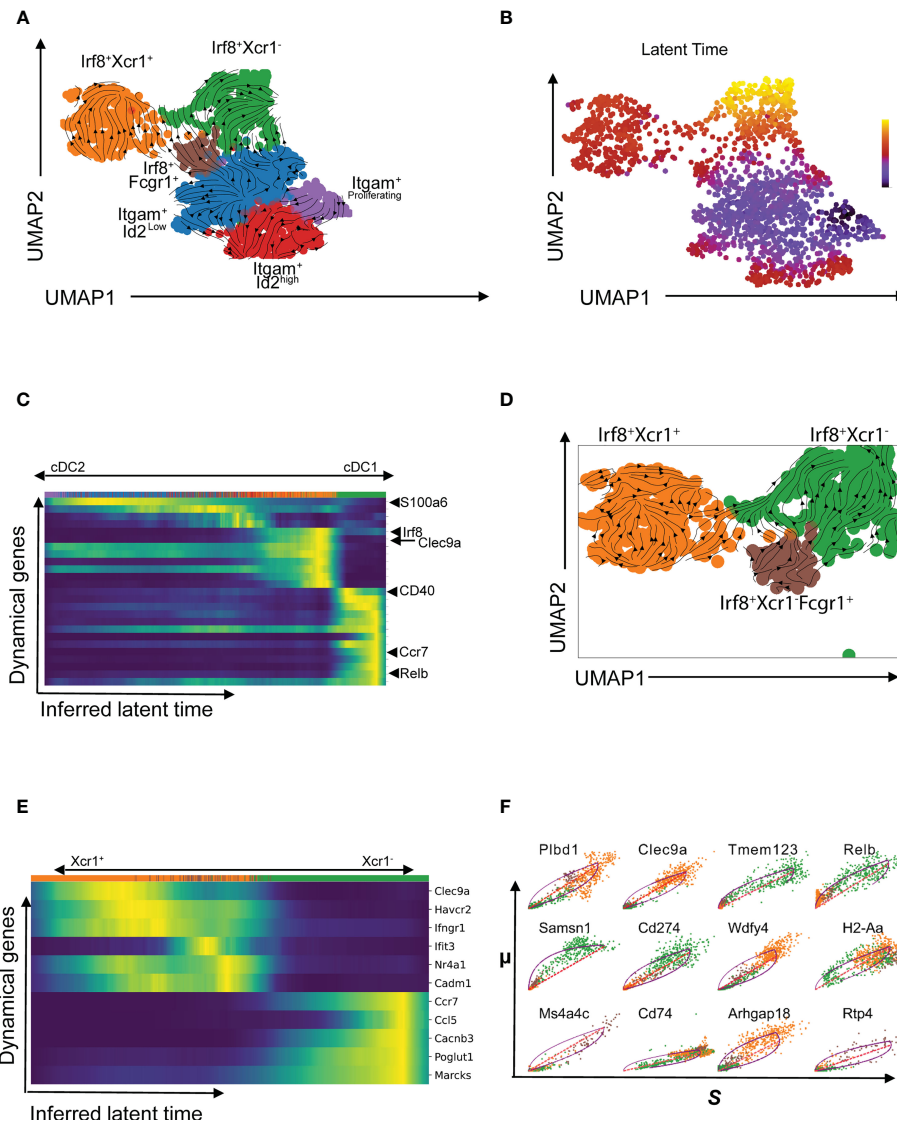 A
Irf8⁺Xcr1⁺
Irf8⁺Xcr1⁻
Irf8⁺
Fcgr1⁺
Itgam⁺
Proliferating
Itgam⁺
Id2 Low
Itgam⁺
Id2high
UMAP2
UMAP1
B
Latent Time
UMAP2
UMAP1
C
cDC2
cDC1
S100a6
Irf8
Clec9a
CD40
Ccr7
Relb
Dynamical genes
Inferred latent time
D
Irf8⁺Xcr1⁺
Irf8⁺Xcr1⁻
Irf8⁺Xcr1⁻Fcgr1⁺
UMAP2
UMAP1
E
Xcr1⁺
Xcr1⁻
Clec9a
Havcr2
Ifngr1
Ifit3
Nr4a1
Cadm1
Ccr7
Ccl5
Cacnb3
Poglut1
Marcks
Dynamical genes
Inferred latent time
F
Plbd1 Clec9a Tmem123 Relb
Samsn1 Cd274 Wdfy4 H2-Aa
Ms4a4c Cd74 Arhgap18 Rtp4
μ
S